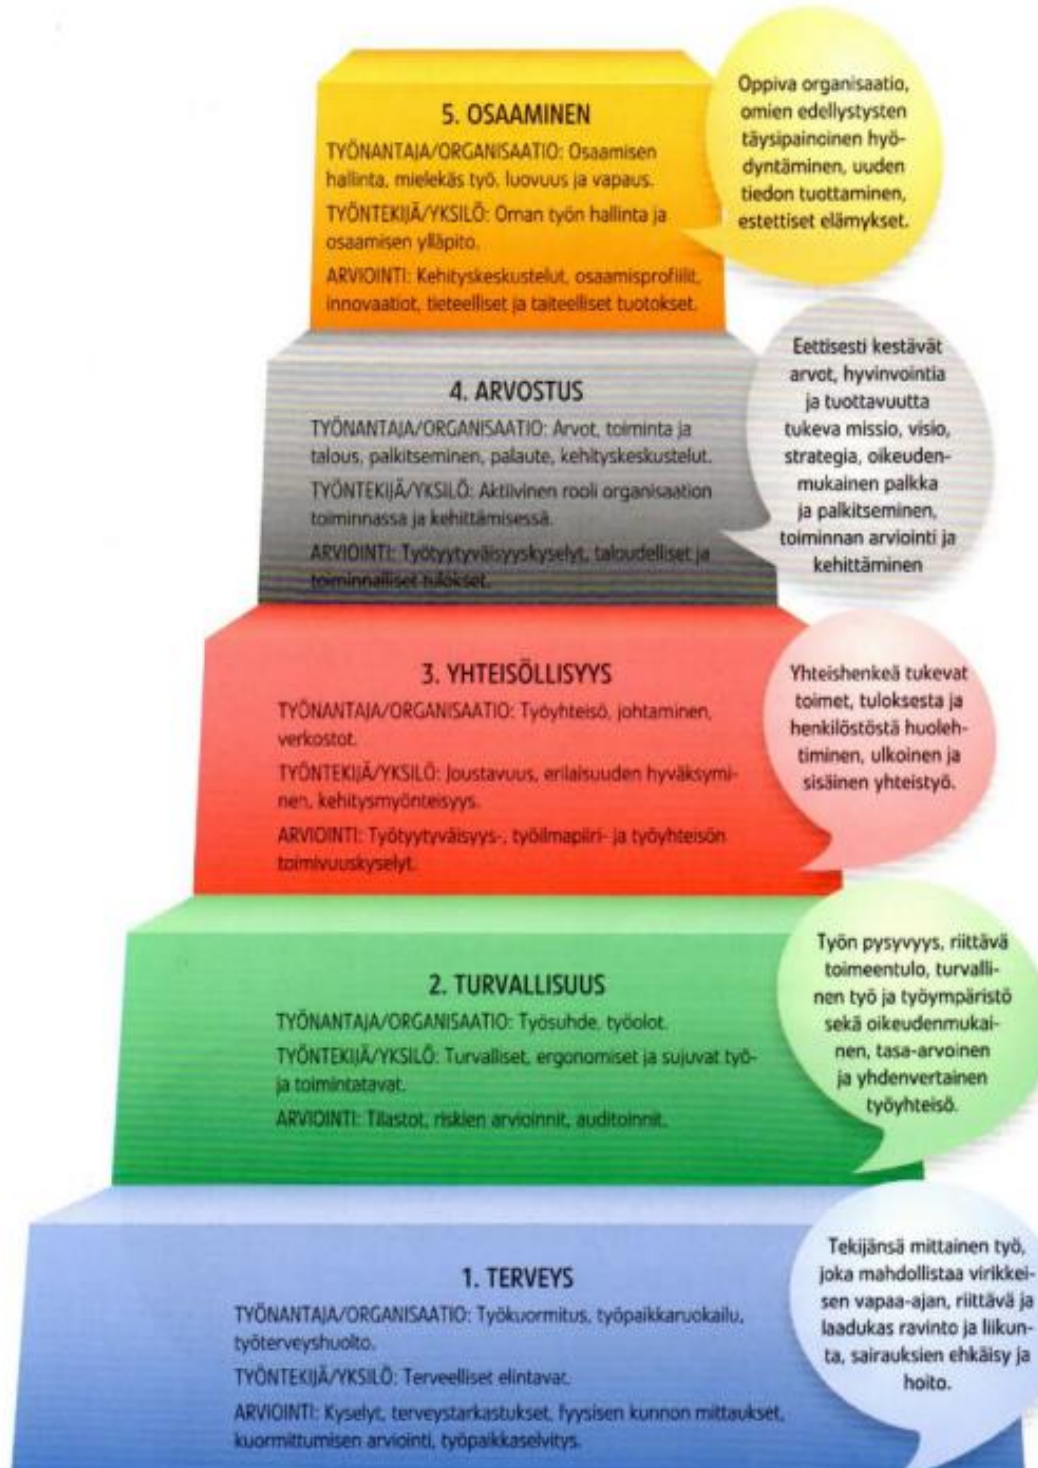 5. OSAAMINEN
TYÖNANTAJA/ORGANISAATIO: Osaamisen
hallinta, mielekäs työ, luovuus ja vapaus.
TYÖNTEKIJÄ/YKSILÖ: Oman työn hallinta ja
osaamisen ylläpito.
ARVIOINTI: Kehityskeskustelut, osaamisprofiilit,
innovaatiot, tieteelliset ja taiteelliset tuotokset.
Oppiva organisaatio,
omien edellystysten
täysipainoinen hyö-
dyntäminen, uuden
tiedon tuottaminen,
estettiset elämykset.
4. ARVOSTUS
TYÖNANTAJA/ORGANISAATIO: Arvot, toiminta ja
talous, palkitseminen, palaute, kehityskeskustelut.
TYÖNTEKIJÄ/YKSILÖ: Aktiivinen rooli organisaation
toiminnassa ja kehittämisessä.
ARVIOINTI: Työtyytyväisyyskyselyt, taloudelliset ja
toiminnalliset tulokset.
Eettisesti kestävät
arvot, hyvinvointia
ja tuottavuutta
tukeva missio, visio,
strategia, oikeuden-
mukainen palkka
ja palkitseminen,
toiminnan arviointi ja
kehittäminen
3. YHTEISÖLLISYYS
TYÖNANTAJA/ORGANISAATIO: Työyhteisö, johtaminen,
verkostot.
TYÖNTEKIJÄ/YKSILÖ: Joustavuus, erilaisuuden hyväksymi-
nen, kehitysmyönteisyys.
ARVIOINTI: Työtyytyväisyys-, työilmapiiri- ja työyhteisön
toimivuuskyselyt.
Yhteishenkeä tukevat
toimet, tuloksesta ja
henkilöstöstä huoleh-
timinen, ulkoinen ja
sisäinen yhteistyö.
2. TURVALLISUUS
TYÖNANTAJA/ORGANISAATIO: Työsuhde, työolot.
TYÖNTEKIJÄ/YKSILÖ: Turvalliset, ergonomiset ja sujuvat työ-
ja toimintatavat.
ARVIOINTI: Tilastot, riskien arvioinnit, auditoinnit.
Työn pysyvyys, riittävä
toimeentulo, turvalli-
nen työ ja työympäristö
sekä oikeudenmukai-
nen, tasa-arvoinen
ja yhdenvertainen
työyhteisö.
1. TERVEYS
TYÖNANTAJA/ORGANISAATIO: Työkuormitus, työpaikkaruokailu,
työterveyshuolto.
TYÖNTEKIJÄ/YKSILÖ: Terveelliset elintavat.
ARVIOINTI: Kyselyt, terveystarkastukset, fyysisen kunnon mittaukset,
kuormittumisen arviointi, työpaikkaselvitys.
Tekijänsä mittainen työ,
joka mahdollistaa virikkei-
sen vapaa-ajan, riittävä ja
laadukas ravinto ja liikun-
ta, sairauksien ehkäisy ja
hoito.